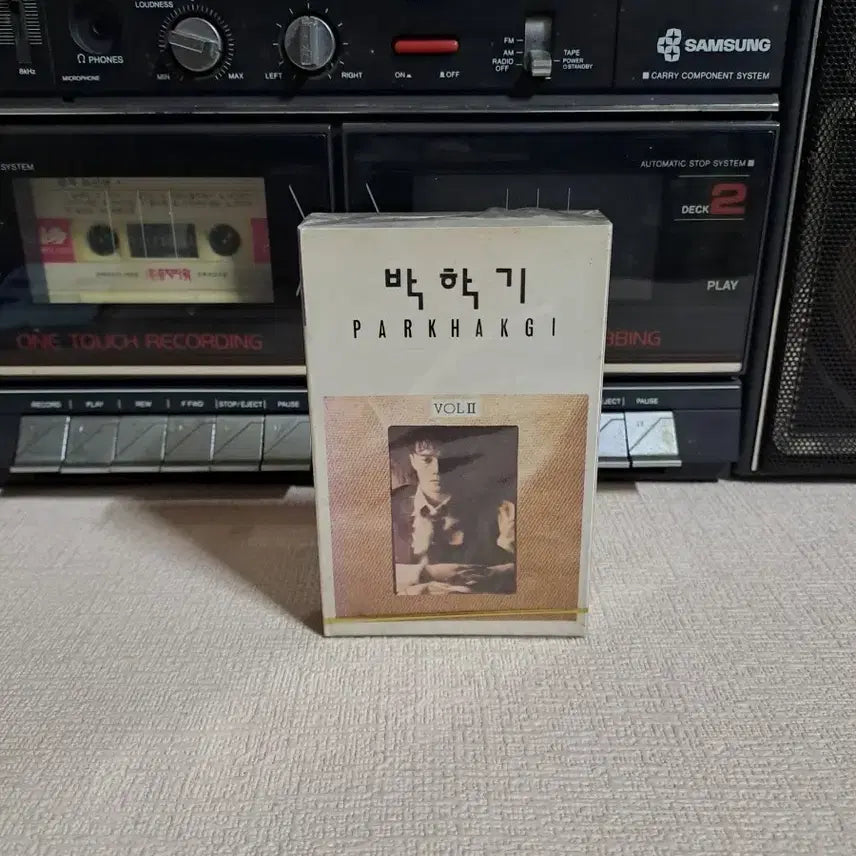 LOUDNESS
PHONES
MICROPHONE
8kHz
MIN MAX
LEFT RIGHT
ON OFF
FM
AM
RADIO
OFF
TAPE
POWER
STANDBY
SAMSUNG
CARRY COMPONENT SYSTEM
SYSTEM
AUTOMATIC STOP SYSTEM
DECK 2
PLAY
ONE TOUCH RECORDING
BBING
RECORD PLAY REW F FWD STOP/EJECT PAUSE
PAUSE
박학기
PARKHAKGI
VOL II